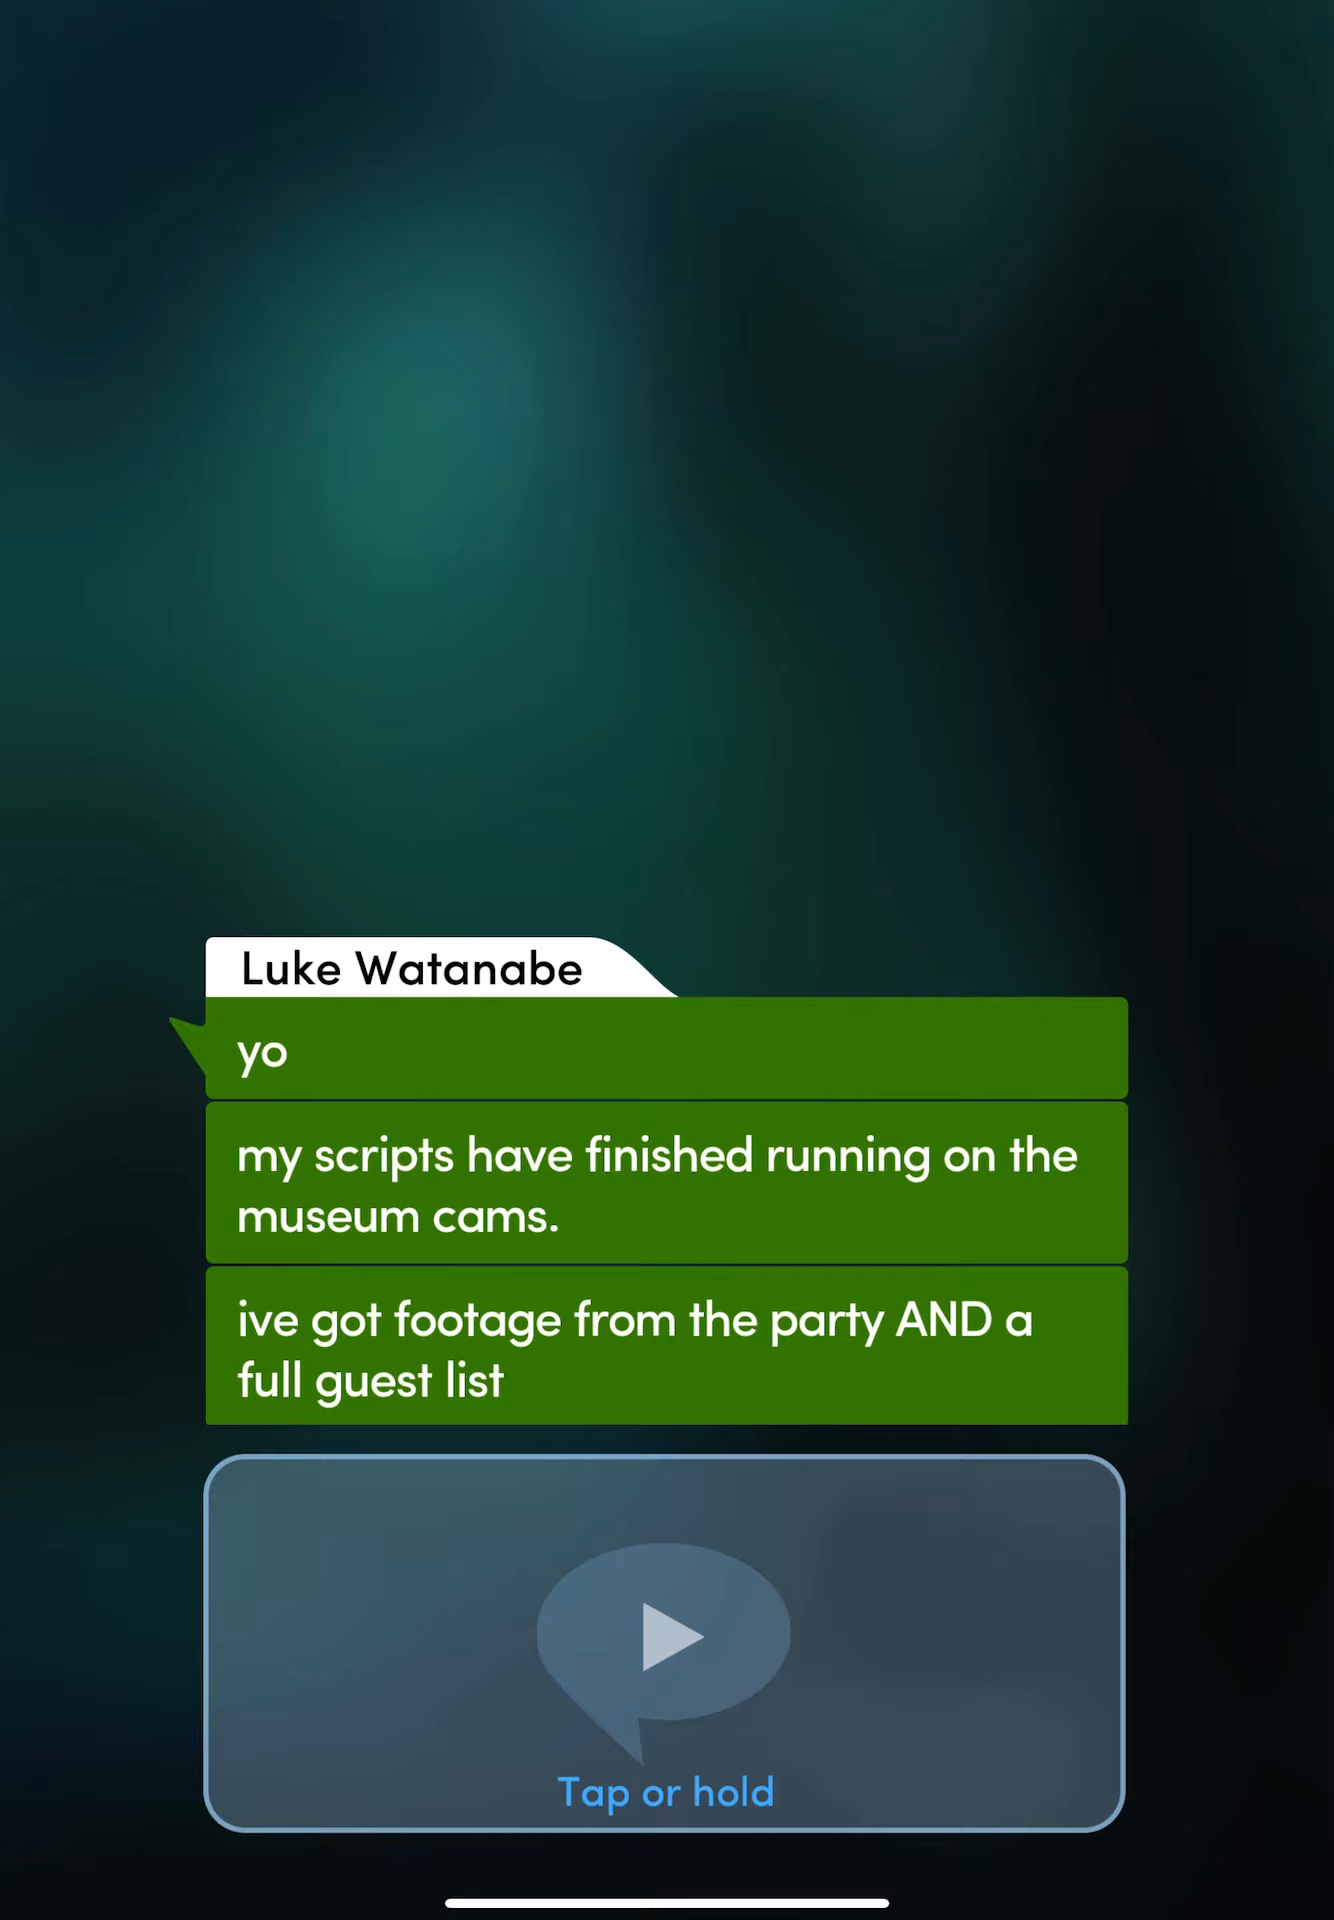 Luke Watanabe
yo
my scripts have finished running on the
museum cams.
ive got footage from the party AND a
full guest list
Tap or hold